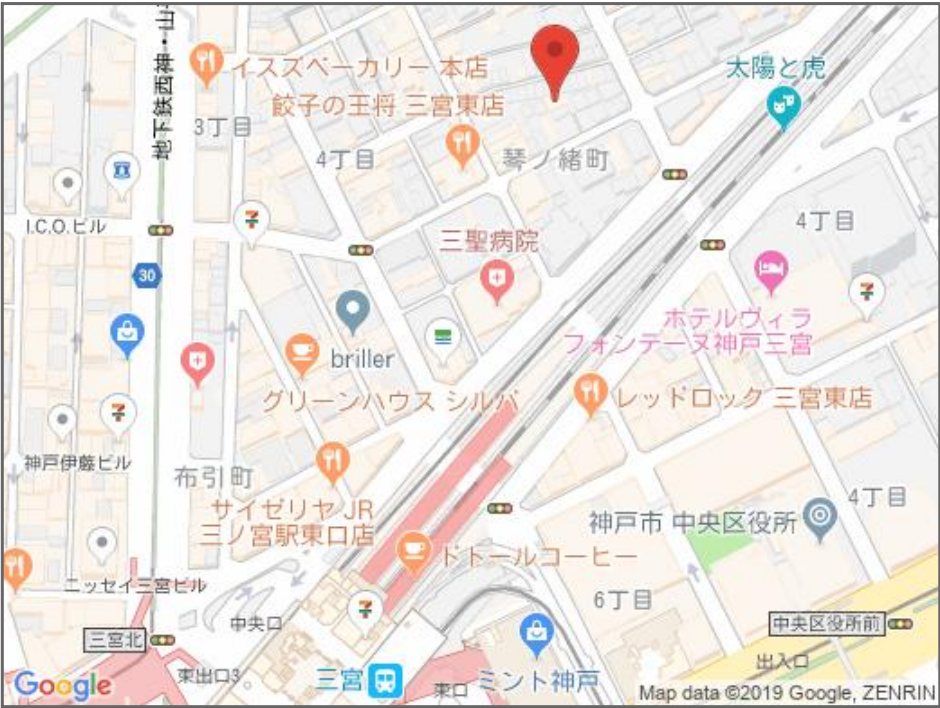 地下鉄西神・山
イスズベーカリー 本店
太陽と虎
餃子の王将 三宮東店
3丁目
4丁目
琴ノ緒町
I.C.O.ビル
三聖病院
4丁目
30
ホテルヴィラ
フォンテーヌ神戸三宮
briller
グリーンハウス シルバ
レッドロック 三宮東店
神戸伊藤ビル
布引町
サイゼリヤ JR
三ノ宮駅東口店
神戸市 中央区役所
4丁目
ドトールコーヒー
ニッセイ三宮ビル
6丁目
中央口
三宮北
中央区役所前
出入口
東出口3
三宮
東口
ミント神戸
Google
Map data ©2019 Google, ZENRIN